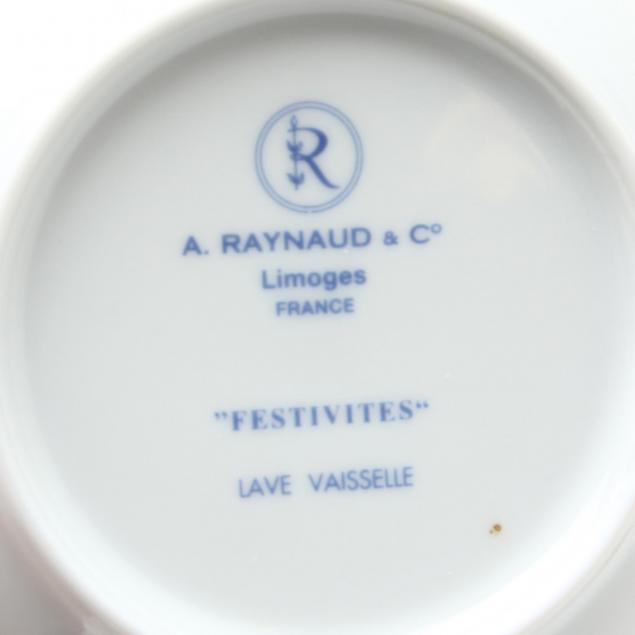 R
A. RAYNAUD & Cº
Limoges
FRANCE
”FESTIVITES“
LAVE VAISSELLE